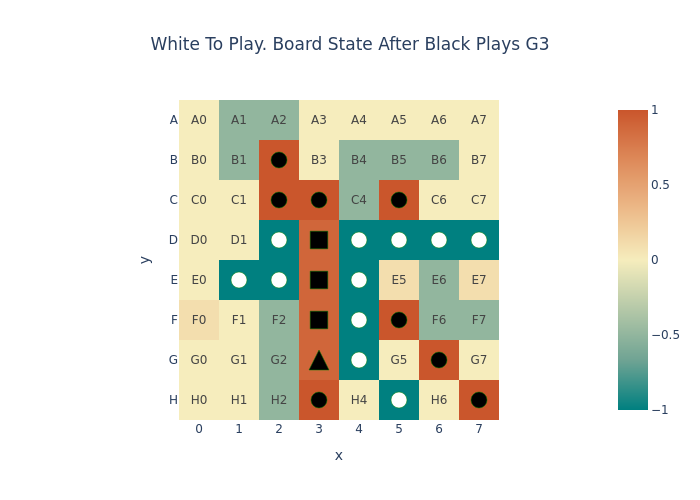 White To Play. Board State After Black Plays G3
A A0 A1 A2 A3 A4 A5 A6 A7 1
B B0 B1 B3 B4 B5 B6 B7
C C0 C1 C4 C6 C7 0.5
D D0 D1
y E E0 E5 E6 E7 0
F F0 F1 F2 F6 F7 −0.5
G G0 G1 G2 G5 G7
H H0 H1 H2 H4 H6 −1
0 1 2 3 4 5 6 7
x